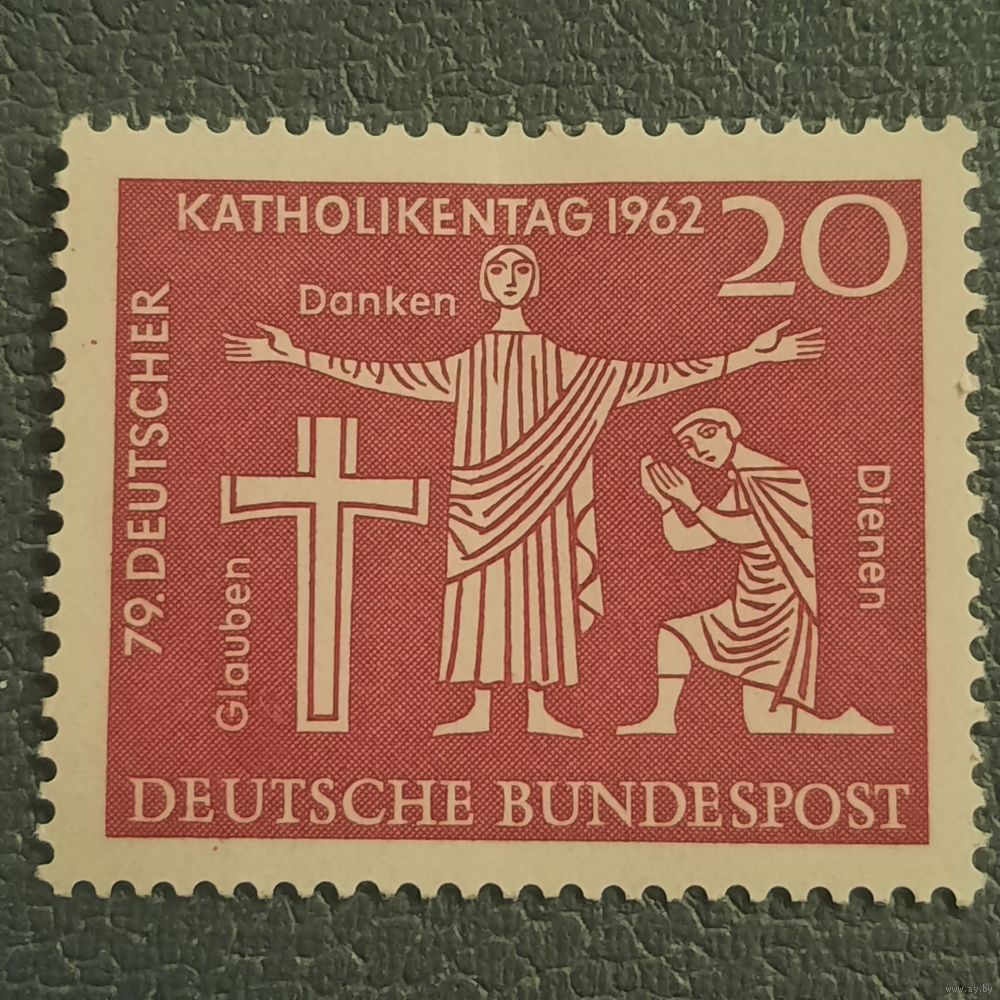 79. DEUTSCHER
KATHOLIKENTAG 1962
20
Danken
Glauben
Dienen
DEUTSCHE BUNDESPOST
www.ay.by